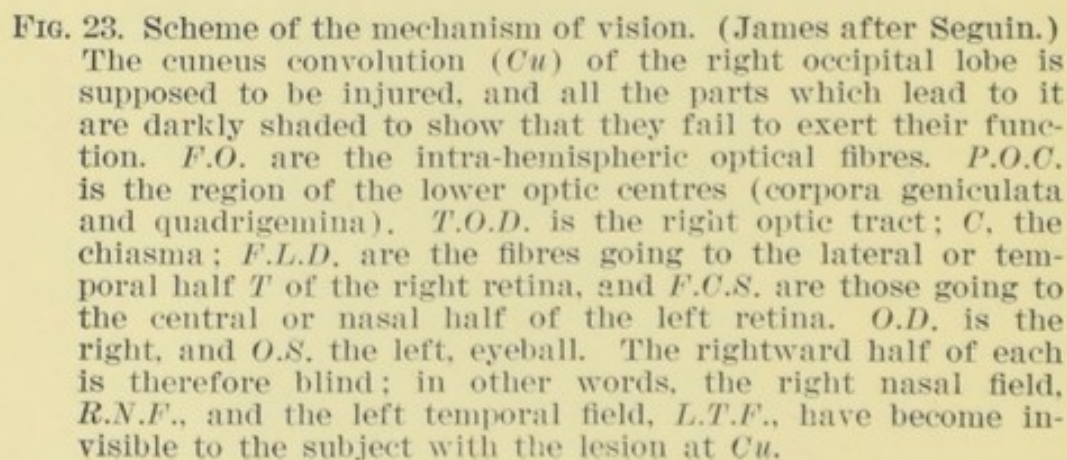 FIG. 23. Scheme of the mechanism of vision. (James after Seguin.)
The cuneus convolution (Cu) of the right occipital lobe is
supposed to be injured, and all the parts which lead to it
are darkly shaded to show that they fail to exert their func-
tion. F.O. are the intra-hemispheric optical fibres. P.O.C.
is the region of the lower optic centres (corpora geniculata
and quadrigemina). T.O.D. is the right optic tract; C, the
chiasma; F.L.D. are the fibres going to the lateral or tem-
poral half T of the right retina, and F.C.S. are those going to
the central or nasal half of the left retina. O.D. is the
right, and O.S. the left, eyeball. The rightward half of each
is therefore blind; in other words, the right nasal field,
R.N.F., and the left temporal field, L.T.F., have become in-
visible to the subject with the lesion at Cu.